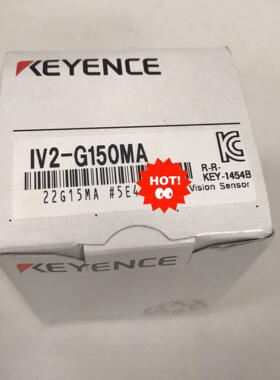 KEYENCE
IV2-G150MA
HOT!
R-R-
KEY-1454B
22G15MA #5E4
Vision Sensor
KEYENCE